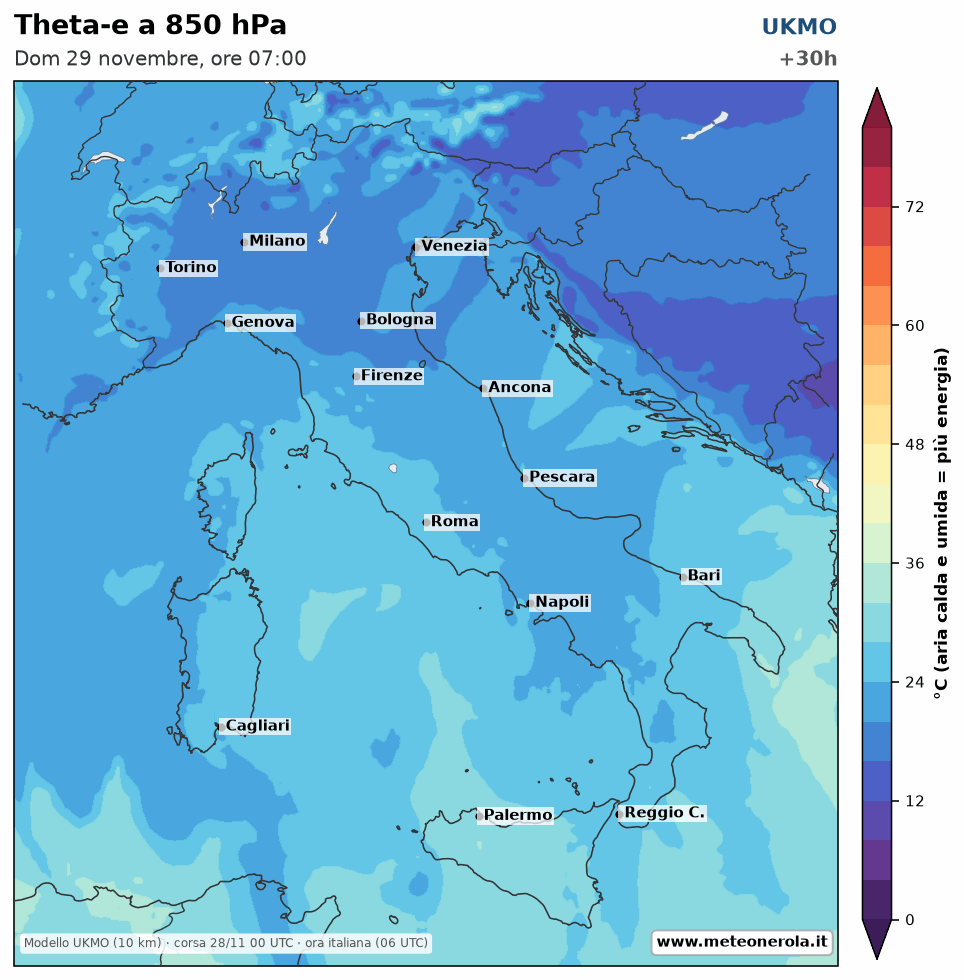 Theta-e a 850 hPa
UKMO
Dom 29 novembre, ore 07:00
+30h
Milano
Venezia
Torino
Genova
Bologna
Firenze
Ancona
Pescara
Roma
Bari
Napoli
Cagliari
Palermo
Reggio C.
72
60
48
36
24
12
0
°C (aria calda e umida = più energia)
Modello UKMO (10 km) · corsa 28/11 00 UTC · ora italiana (06 UTC)
www.meteonerola.it